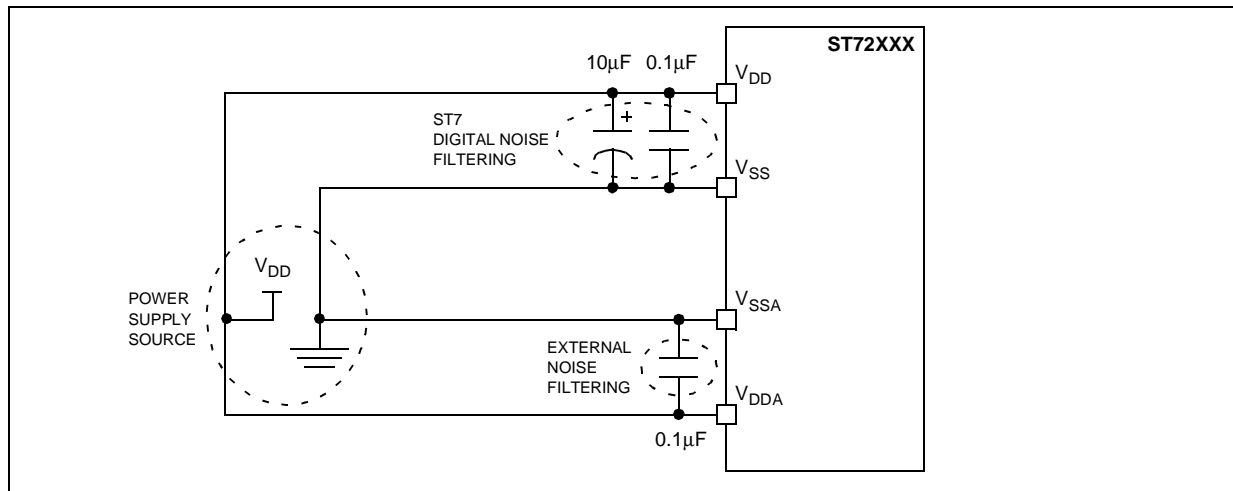 ST72XXX
10μF 0.1μF
VDD
ST7
DIGITAL NOISE
FILTERING
+
VSS
VDD
POWER
SUPPLY
SOURCE
VSSA
EXTERNAL
NOISE
FILTERING
VDDA
0.1μF